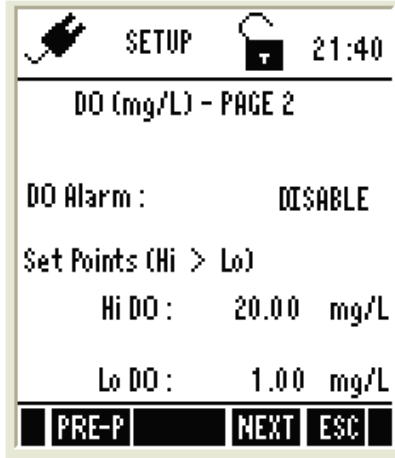 SETUP T 21:40
DO (mg/L) - PAGE 2
DO Alarm : DISABLE
Set Points (Hi > Lo)
Hi DO : 20.00 mg/L
Lo DO : 1.00 mg/L
PRE-P NEXT ESC